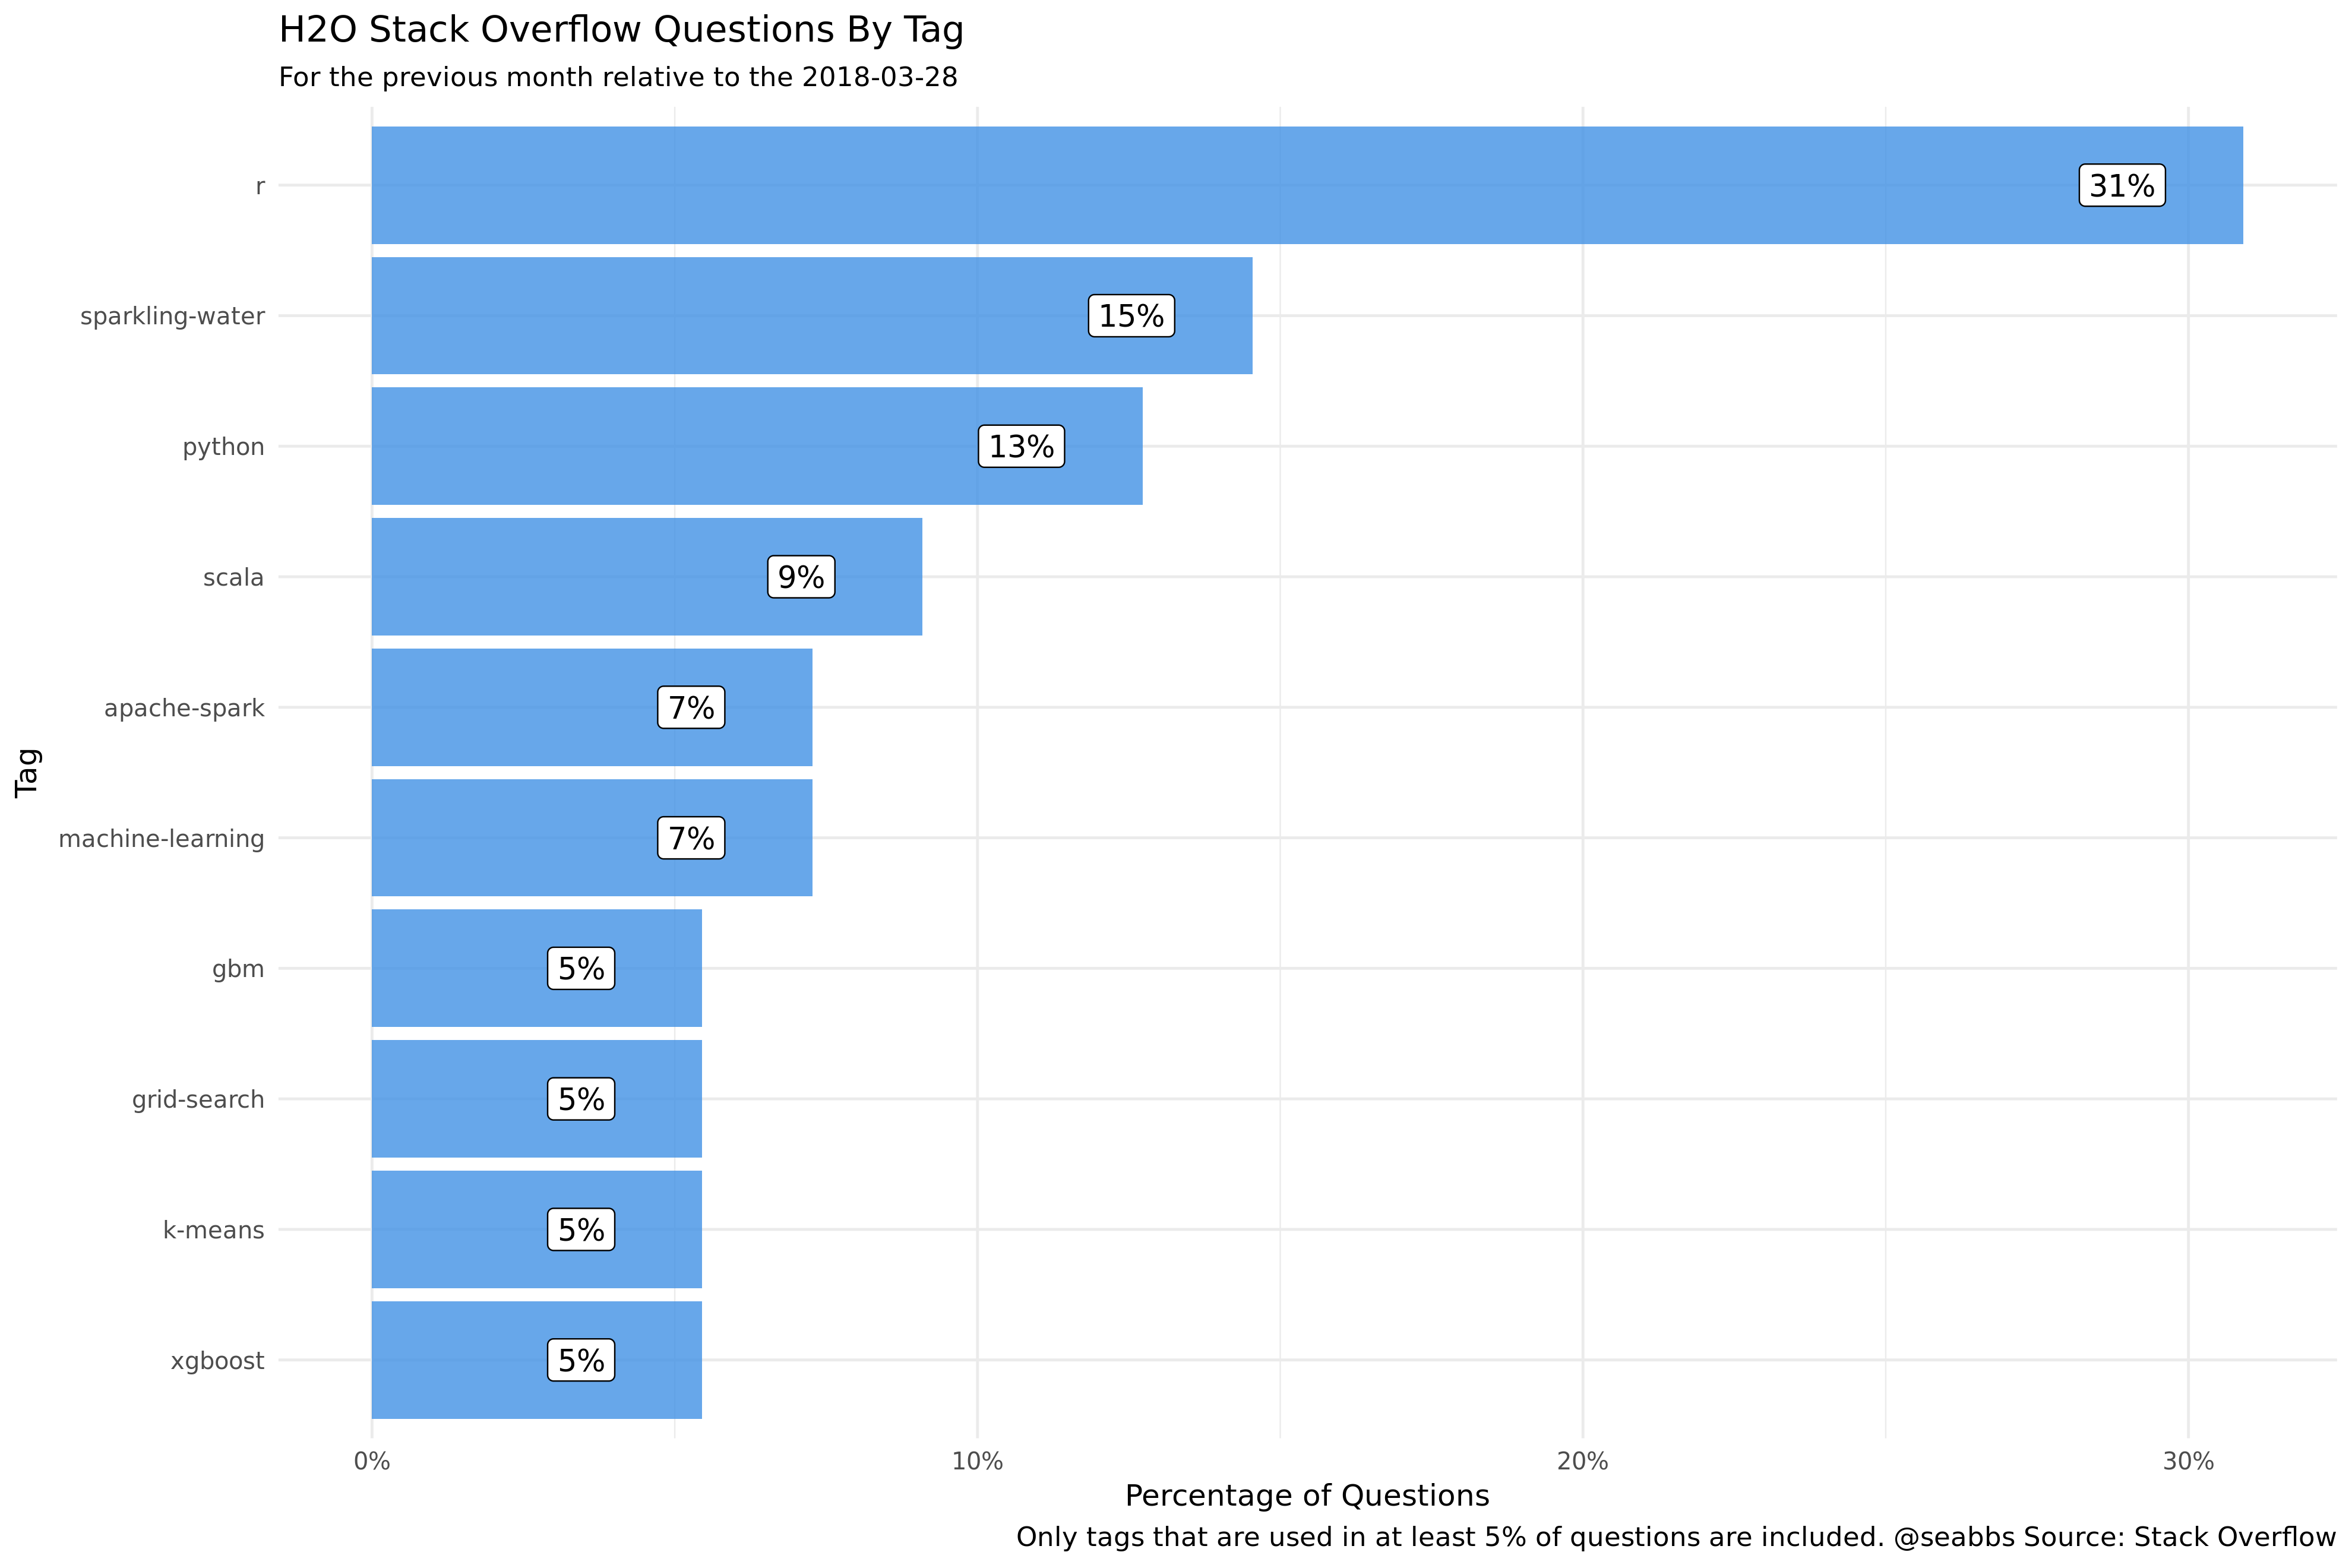 H2O Stack Overflow Questions By Tag
For the previous month relative to the 2018-03-28
r
31%
sparkling-water
15%
python
13%
scala
9%
apache-spark
7%
machine-learning
7%
gbm
5%
grid-search
5%
k-means
5%
xgboost
5%
Tag
0% 10% 20% 30%
Percentage of Questions
Only tags that are used in at least 5% of questions are included. @seabbs Source: Stack Overflow